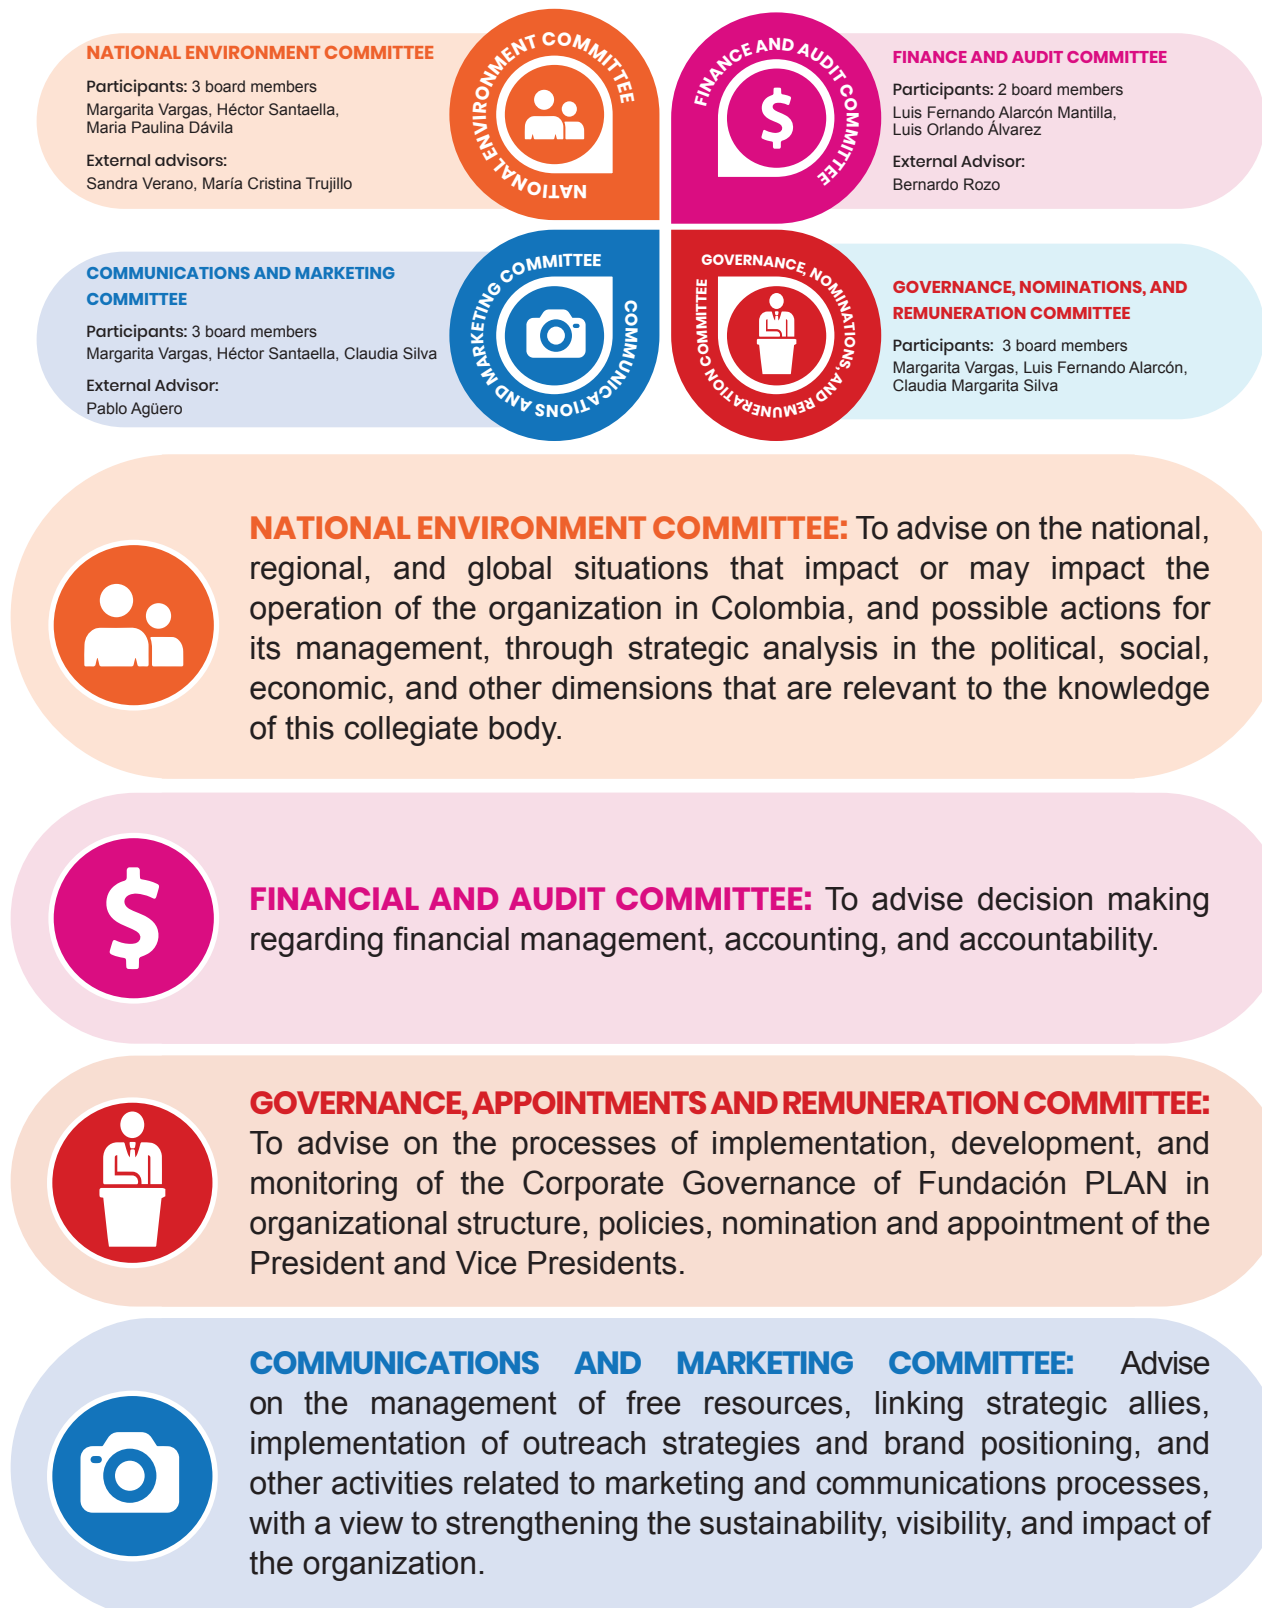 NATIONAL ENVIRONMENT COMMITTEE
Participants: 3 board members
Margarita Vargas, Héctor Santaella,
Maria Paulina Dávila
External advisors:
Sandra Verano, María Cristina Trujillo
NATIONAL ENVIRONMENT COMMITTEE
FINANCE AND AUDIT COMMITTEE
FINANCE AND AUDIT COMMITTEE
Participants: 2 board members
Luis Fernando Alarcón Mantilla,
Luis Orlando Álvarez
External Advisor:
Bernardo Rozo
COMMUNICATIONS AND MARKETING
COMMITTEE
Participants: 3 board members
Margarita Vargas, Héctor Santaella, Claudia Silva
External Advisor:
Pablo Agüero
COMMUNICATIONS AND MARKETING COMMITTEE
GOVERNANCE, NOMINATIONS, AND REMUNERATION COMMITTEE
GOVERNANCE, NOMINATIONS, AND
REMUNERATION COMMITTEE
Participants: 3 board members
Margarita Vargas, Luis Fernando Alarcón,
Claudia Margarita Silva
NATIONAL ENVIRONMENT COMMITTEE: To advise on the national,
regional, and global situations that impact or may impact the
operation of the organization in Colombia, and possible actions for
its management, through strategic analysis in the political, social,
economic, and other dimensions that are relevant to the knowledge
of this collegiate body.
FINANCIAL AND AUDIT COMMITTEE: To advise decision making
regarding financial management, accounting, and accountability.
GOVERNANCE, APPOINTMENTS AND REMUNERATION COMMITTEE:
To advise on the processes of implementation, development, and
monitoring of the Corporate Governance of Fundación PLAN in
organizational structure, policies, nomination and appointment of the
President and Vice Presidents.
COMMUNICATIONS AND MARKETING COMMITTEE: Advise
on the management of free resources, linking strategic allies,
implementation of outreach strategies and brand positioning, and
other activities related to marketing and communications processes,
with a view to strengthening the sustainability, visibility, and impact of
the organization.